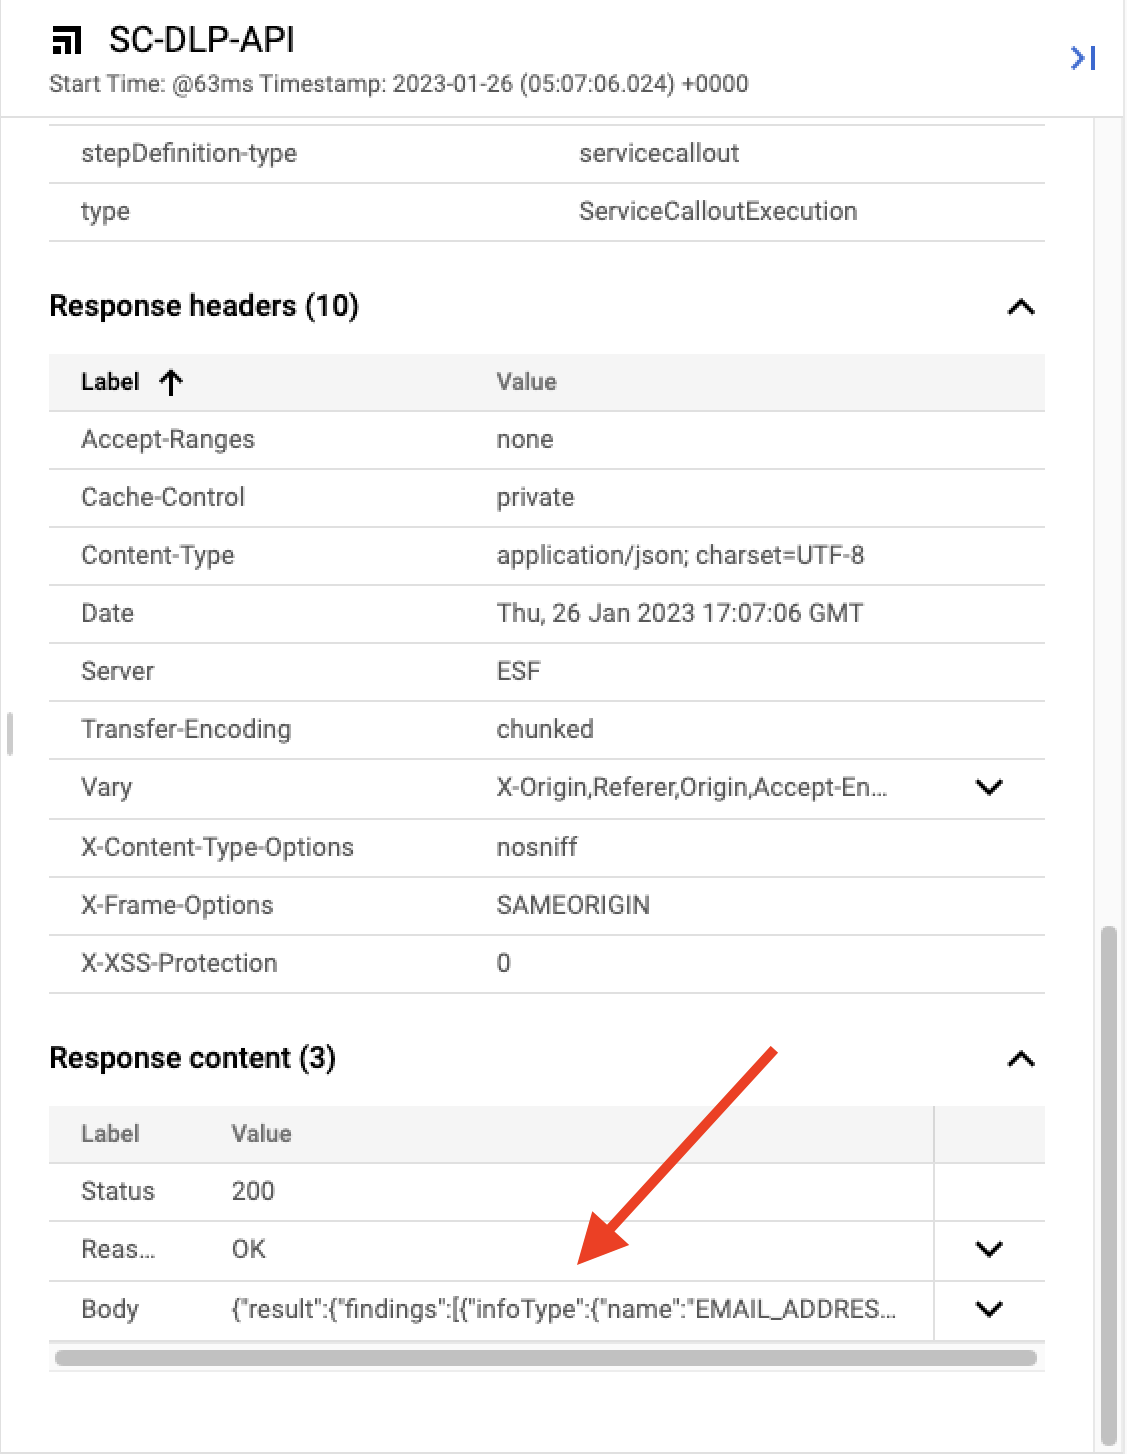 SC-DLP-API
Start Time: @63ms Timestamp: 2023-01-26 (05:07:06.024) +0000
stepDefinition-type servicecallout
type ServiceCalloutExecution
Response headers (10)
Label Value
Accept-Ranges none
Cache-Control private
Content-Type application/json; charset=UTF-8
Date Thu, 26 Jan 2023 17:07:06 GMT
Server ESF
Transfer-Encoding chunked
Vary X-Origin,Referer,Origin,Accept-En...
X-Content-Type-Options nosniff
X-Frame-Options SAMEORIGIN
X-XSS-Protection 0
Response content (3)
Label Value
Status 200
Reas... OK
Body {"result":{"findings":[{"infoType":{"name":"EMAIL_ADDRES...